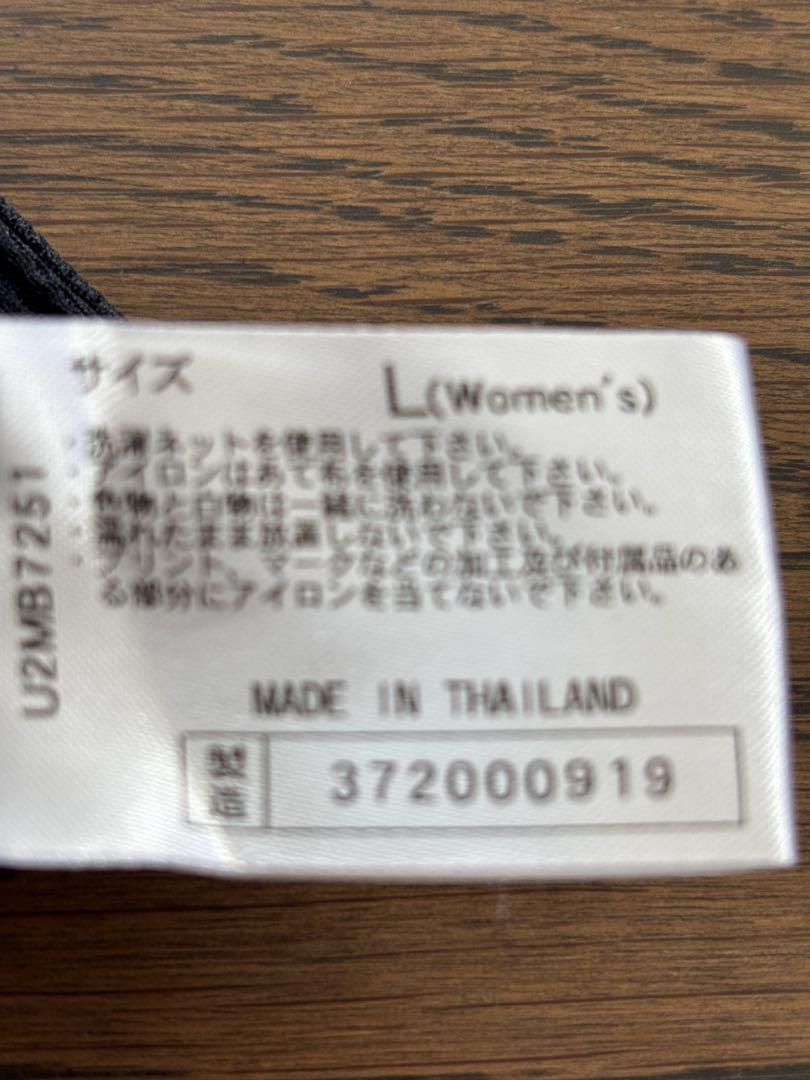 サイズ L(Women's)
・洗濯ネットを使用して下さい。
・アイロンはあて布を使用して下さい。
・色物と白物は一緒に洗わないで下さい。
・濡れたまま放置しないで下さい。
・プリント、マークなどの加工及び付属品のあ
る部分にアイロンを当てないで下さい。
U2MB7251
MADE IN THAILAND
372000919